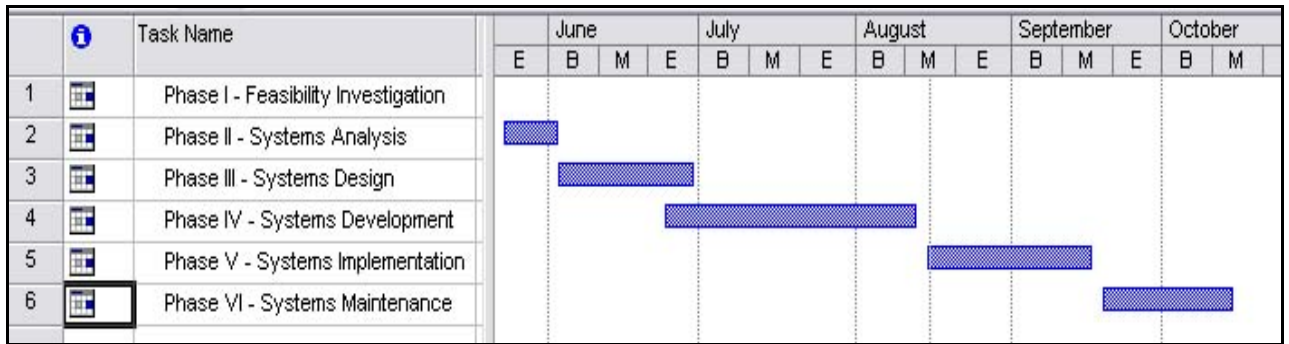 Task Name June July August September October
E B M E B M E B M E B M E B M
1 Phase I - Feasibility Investigation
2 Phase II - Systems Analysis
3 Phase III - Systems Design
4 Phase IV - Systems Development
5 Phase V - Systems Implementation
6 Phase VI - Systems Maintenance